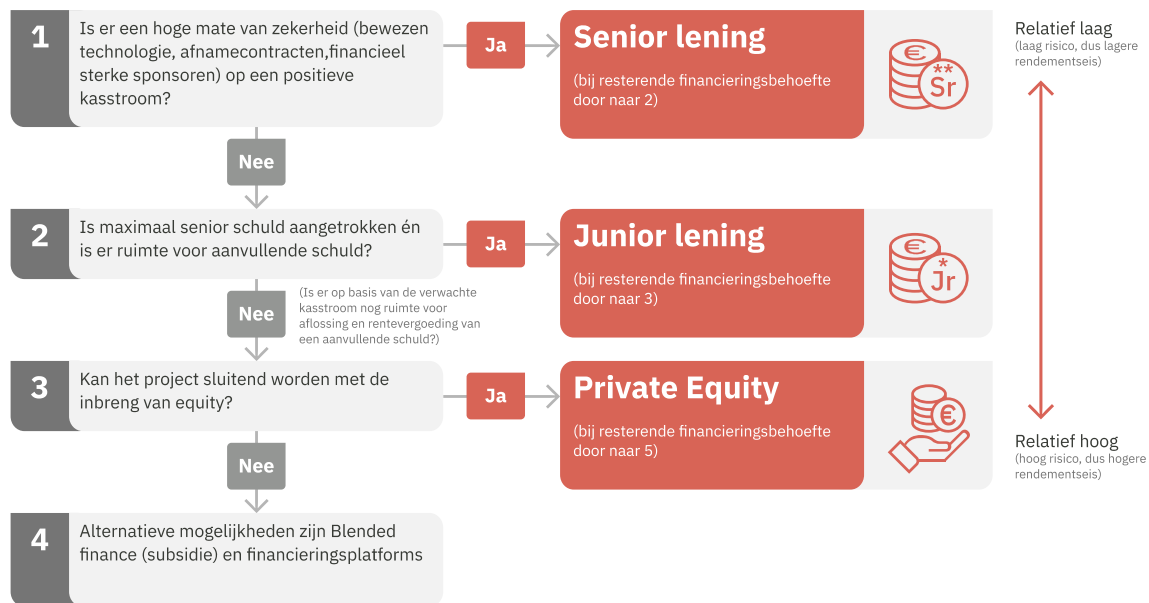 1
Is er een hoge mate van zekerheid (bewezen
technologie, afnamecontracten,financieel
sterke sponsoren) op een positieve
kasstroom?
Ja
Senior lening
(bij resterende financieringsbehoefte
door naar 2)
**
Sr
€
Relatief laag
(laag risico, dus lagere
rendementseis)
Nee
2
Is maximaal senior schuld aangetrokken én
is er ruimte voor aanvullende schuld?
Ja
Junior lening
(bij resterende financieringsbehoefte
door naar 3)
€
*
Jr
Nee
(Is er op basis van de verwachte
kasstroom nog ruimte voor
aflossing en rentevergoeding van
een aanvullende schuld?)
3
Kan het project sluitend worden met de
inbreng van equity?
Ja
Private Equity
(bij resterende financieringsbehoefte
door naar 5)
€
Relatief hoog
(hoog risico, dus hogere
rendementseis)
Nee
4
Alternatieve mogelijkheden zijn Blended
finance (subsidie) en financieringsplatforms